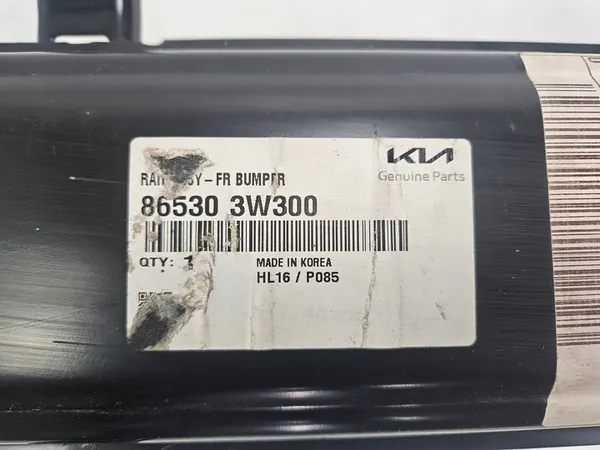 KIA
Genuine Parts
-FR BUMPER
86530 3W300
QTY: 1
MADE IN KOREA
HL16 / P085